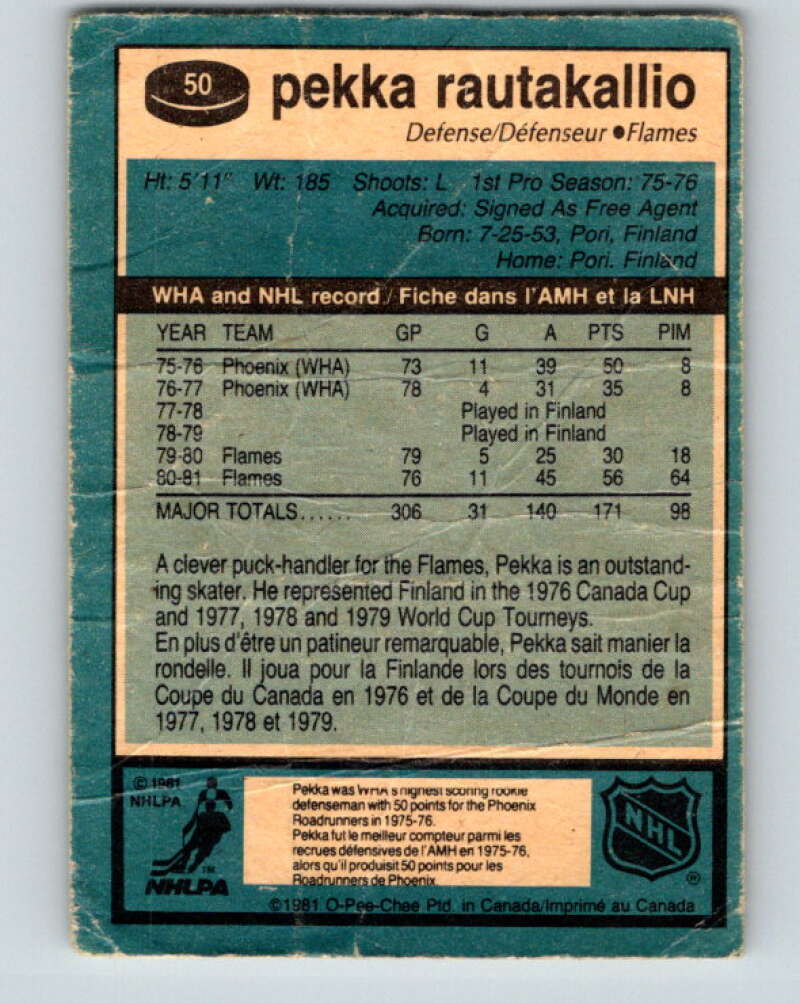 50
pekka rautakallio
Defense/Défenseur ●Flames
Ht: 5'11" Wt: 185 Shoots: L 1st Pro Season: 75-76
Acquired: Signed As Free Agent
Born: 7-25-53, Pori, Finland
Home: Pori. Finland
WHA and NHL record / Fiche dans l'AMH et la LNH
YEAR TEAM GP G A PTS PIM
75-76 Phoenix (WHA) 73 11 39 50 8
76-77 Phoenix (WHA) 78 4 31 35 8
77-78 Played in Finland
78-79 Played in Finland
79-80 Flames 79 5 25 30 18
80-81 Flames 76 11 45 56 64
MAJOR TOTALS...... 306 31 140 171 98
A clever puck-handler for the Flames, Pekka is an outstand-
ing skater. He represented Finland in the 1976 Canada Cup
and 1977, 1978 and 1979 World Cup Tourneys.
En plus d'être un patineur remarquable, Pekka sait manier la
rondelle. Il joua pour la Finlande lors des tournois de la
Coupe du Canada en 1976 et de la Coupe du Monde en
1977, 1978 et 1979.
© 1981
NHLPA
NHLPA
TM
Pekka was WHA's highest scoring rookie
defenseman with 50 points for the Phoenix
Roadrunners in 1975-76.
Pekka fut le meilleur compteur parmi les
recrues défensives de l'AMH en 1975-76,
alors qu'il produisit 50 points pour les
Roadrunners de Phoenix.
NHL
®
©1981 O-Pee-Chee Ptd. in Canada/Imprimé au Canada